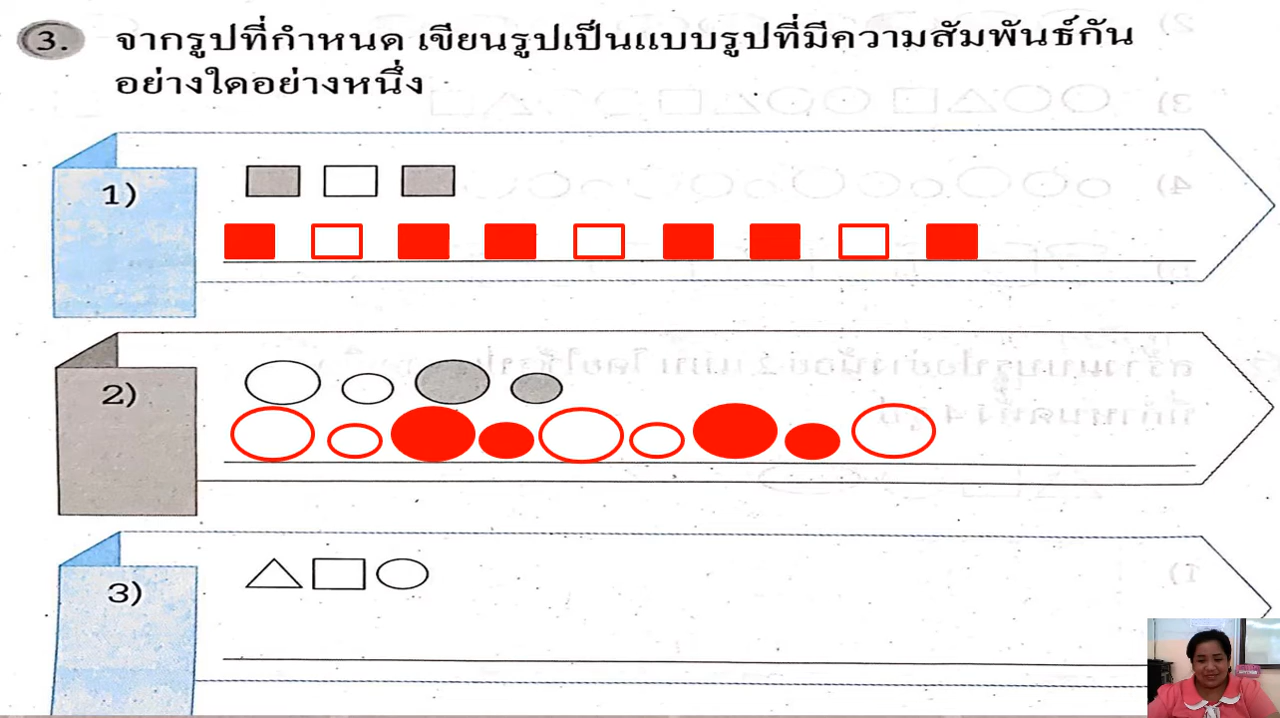 3. จากรูปที่กำหนด เขียนรูปเป็นแบบรูปที่มีความสัมพันธ์กัน
อย่างใดอย่างหนึ่ง
1)
2)
3)